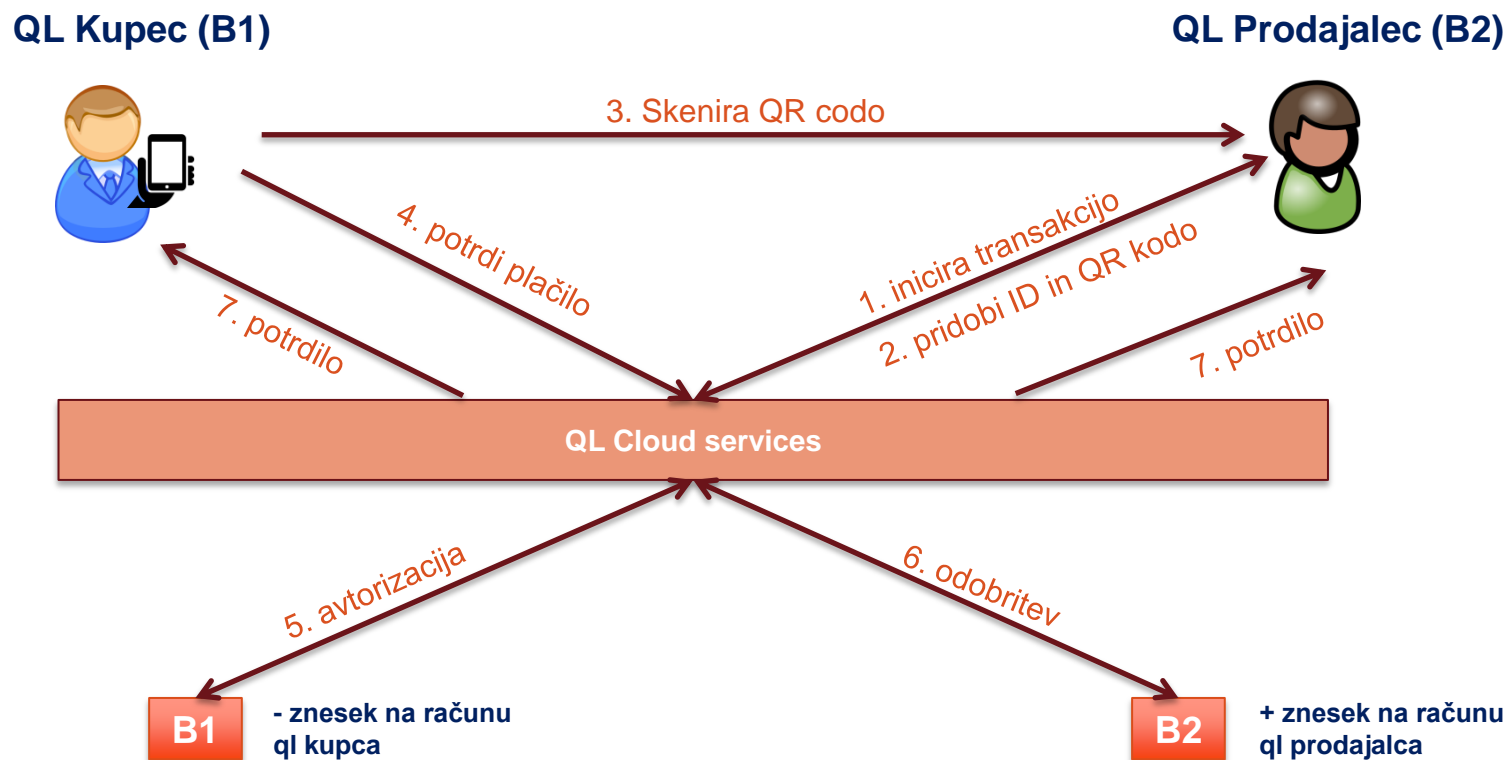 QL Kupec (B1)
QL Prodajalec (B2)
3. Skenira QR codo
4. potrdi plačilo
1. inicira transakcijo
2. pridobi ID in QR kodo
7. potrdilo
7. potrdilo
QL Cloud services
5. avtorizacija
6. odobritev
B1
- znesek na računu
ql kupca
B2
+ znesek na računu
ql prodajalca